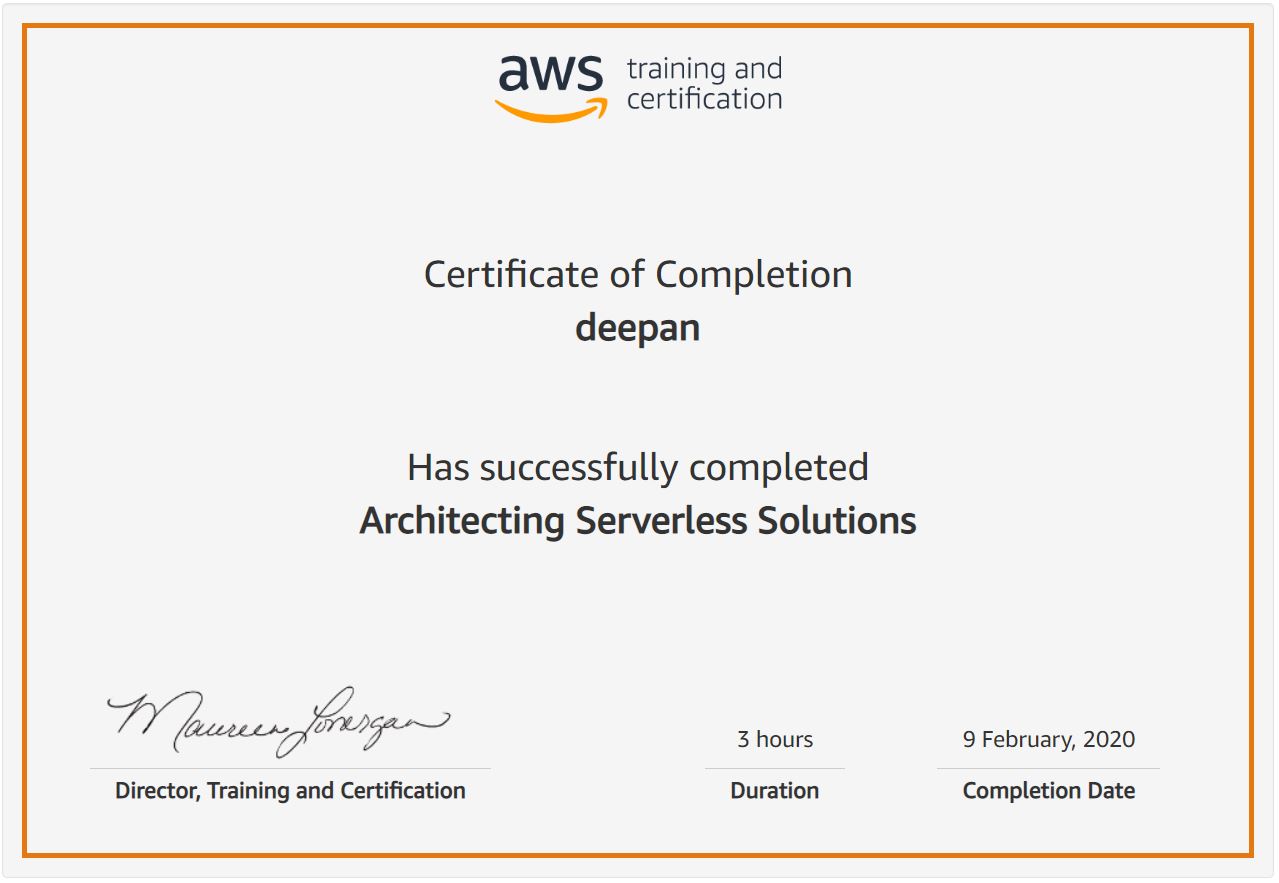 aws training and
certification
Certificate of Completion
deepan
Has successfully completed
Architecting Serverless Solutions
Maureen Lonergan
3 hours
9 February, 2020
Director, Training and Certification
Duration
Completion Date